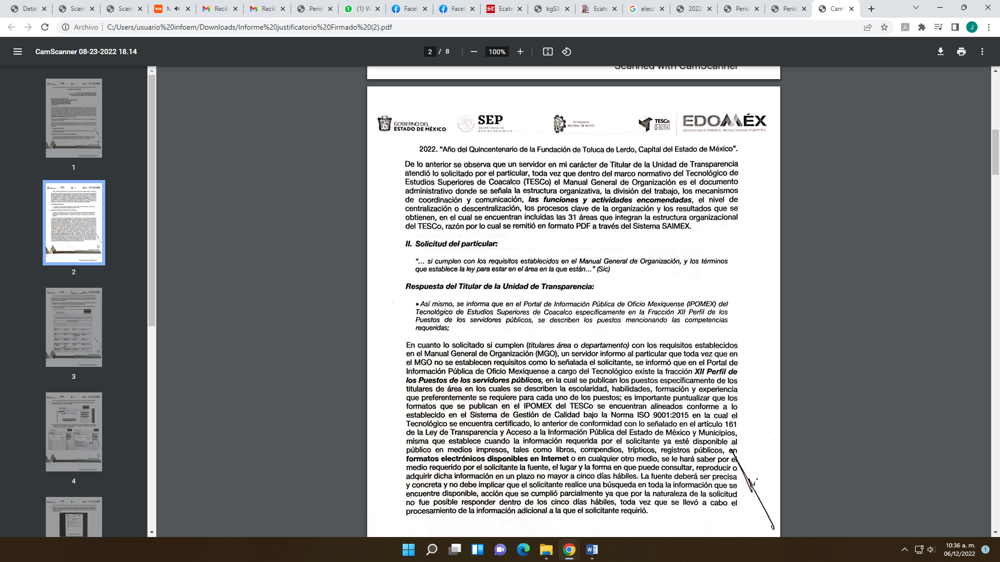 Detal
Scann
Scann
M
Recib
Recib
Perió
(1) W
Faceb
Faceb
Ecate
kgSX
Ecate
elecc
2022
Perió
Perió
CamS
Archivo
C:/Users/usuario%20infoem/Downloads/Informe%20justificatorio%20Firmado%20(2).pdf
J
CamScanner 08-23-2022 18.14
2 / 8
100%
Scanned with CamScanner
GOBIERNO DEL
ESTADO DE MÉXICO
SEP
SECRETARÍA DE
EDUCACIÓN PÚBLICA
TECNOLÓGICO
NACIONAL DE MÉXICO
TESCo
EDOMÉX
DECISIONES FIRMES, RESULTADOS FUERTES
2022. “Año del Quincentenario de la Fundación de Toluca de Lerdo, Capital del Estado de México”.
De lo anterior se observa que un servidor en mi carácter de Titular de la Unidad de Transparencia
atendió lo solicitado por el particular, toda vez que dentro del marco normativo del Tecnológico de
Estudios Superiores de Coacalco (TESCo) el Manual General de Organización es el documento
administrativo donde se señala la estructura organizativa, la división del trabajo, los mecanismos
de coordinación y comunicación, las funciones y actividades encomendadas, el nivel de
centralización o descentralización, los procesos clave de la organización y los resultados que se
obtienen, en el cual se encuentran incluidas las 31 áreas que integran la estructura organizacional
del TESCo, razón por lo cual se remitió en formato PDF a través del Sistema SAIMEX.
II. Solicitud del particular:
“... si cumplen con los requisitos establecidos en el Manual General de Organización, y los términos
que establece la ley para estar en el área en la que están...” (Sic)
Respuesta del Titular de la Unidad de Transparencia:
• Así mismo, se informa que en el Portal de Información Pública de Oficio Mexiquense (IPOMEX) del
Tecnológico de Estudios Superiores de Coacalco específicamente en la Fracción XII Perfil de los
Puestos de los servidores públicos, se describen los puestos mencionando las competencias
requeridas;
En cuanto lo solicitado si cumplen (titulares área o departamento) con los requisitos establecidos
en el Manual General de Organización (MGO), un servidor informo al particular que toda vez que en
el MGO no se establecen requisitos como lo señalada el solicitante, se informó que en el Portal de
Información Pública de Oficio Mexiquense a cargo del Tecnológico existe la fracción XII Perfil de
los Puestos de los servidores públicos, en la cual se publican los puestos específicamente de los
titulares de área en los cuales se describen la escolaridad, habilidades, formación y experiencia
que preferentemente se requiere para cada uno de los puestos; es importante puntualizar que los
formatos que se publican en el IPOMEX del TESCo se encuentran alineados conforme a lo
establecido en el Sistema de Gestión de Calidad bajo la Norma ISO 9001:2015 en la cual el
Tecnológico se encuentra certificado, lo anterior de conformidad con lo señalado en el artículo 161
de la Ley de Transparencia y Acceso a la Información Pública del Estado de México y Municipios,
misma que establece cuando la información requerida por el solicitante ya esté disponible al
público en medios impresos, tales como libros, compendios, trípticos, registros públicos, en
formatos electrónicos disponibles en Internet o en cualquier otro medio, se le hará saber por el
medio requerido por el solicitante la fuente, el lugar y la forma en que puede consultar, reproducir o
adquirir dicha información en un plazo no mayor a cinco días hábiles. La fuente deberá ser precisa
y concreta y no debe implicar que el solicitante realice una búsqueda en toda la información que se
encuentre disponible, acción que se cumplió parcialmente ya que por la naturaleza de la solicitud
no fue posible responder dentro de los cinco días hábiles, toda vez que se llevó a cabo el
procesamiento de la información adicional a la que el solicitante requirió.
1
2
3
4
10:36 a. m.
06/12/2022
1